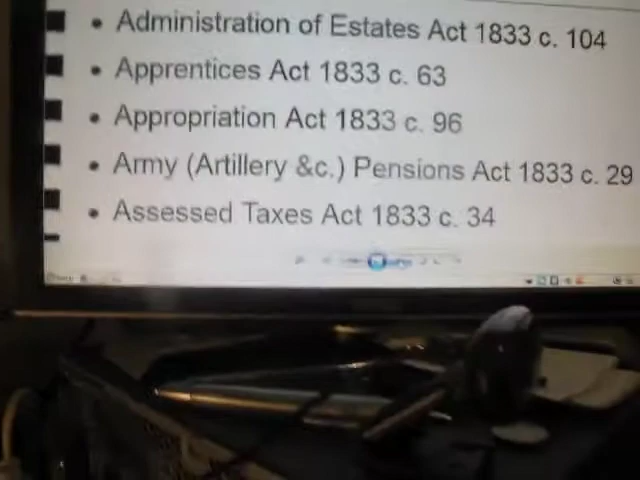 • Administration of Estates Act 1833 c. 104
• Apprentices Act 1833 c. 63
• Appropriation Act 1833 c. 96
• Army (Artillery &c.) Pensions Act 1833 c. 29
• Assessed Taxes Act 1833 c. 34